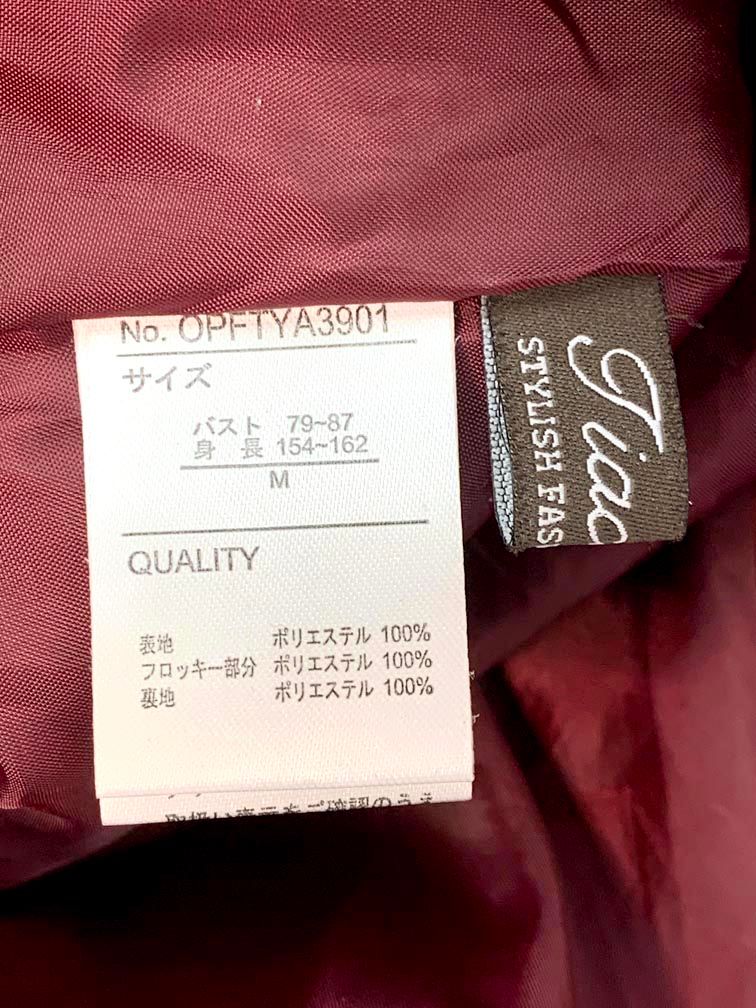 No. OPFTYA3901
サイズ
バスト 79~87
身 長 154~162
M
QUALITY
表地 ポリエステル 100%
フロッキー部分 ポリエステル 100%
裏地 ポリエステル 100%
Tiac
STYLISH FAS